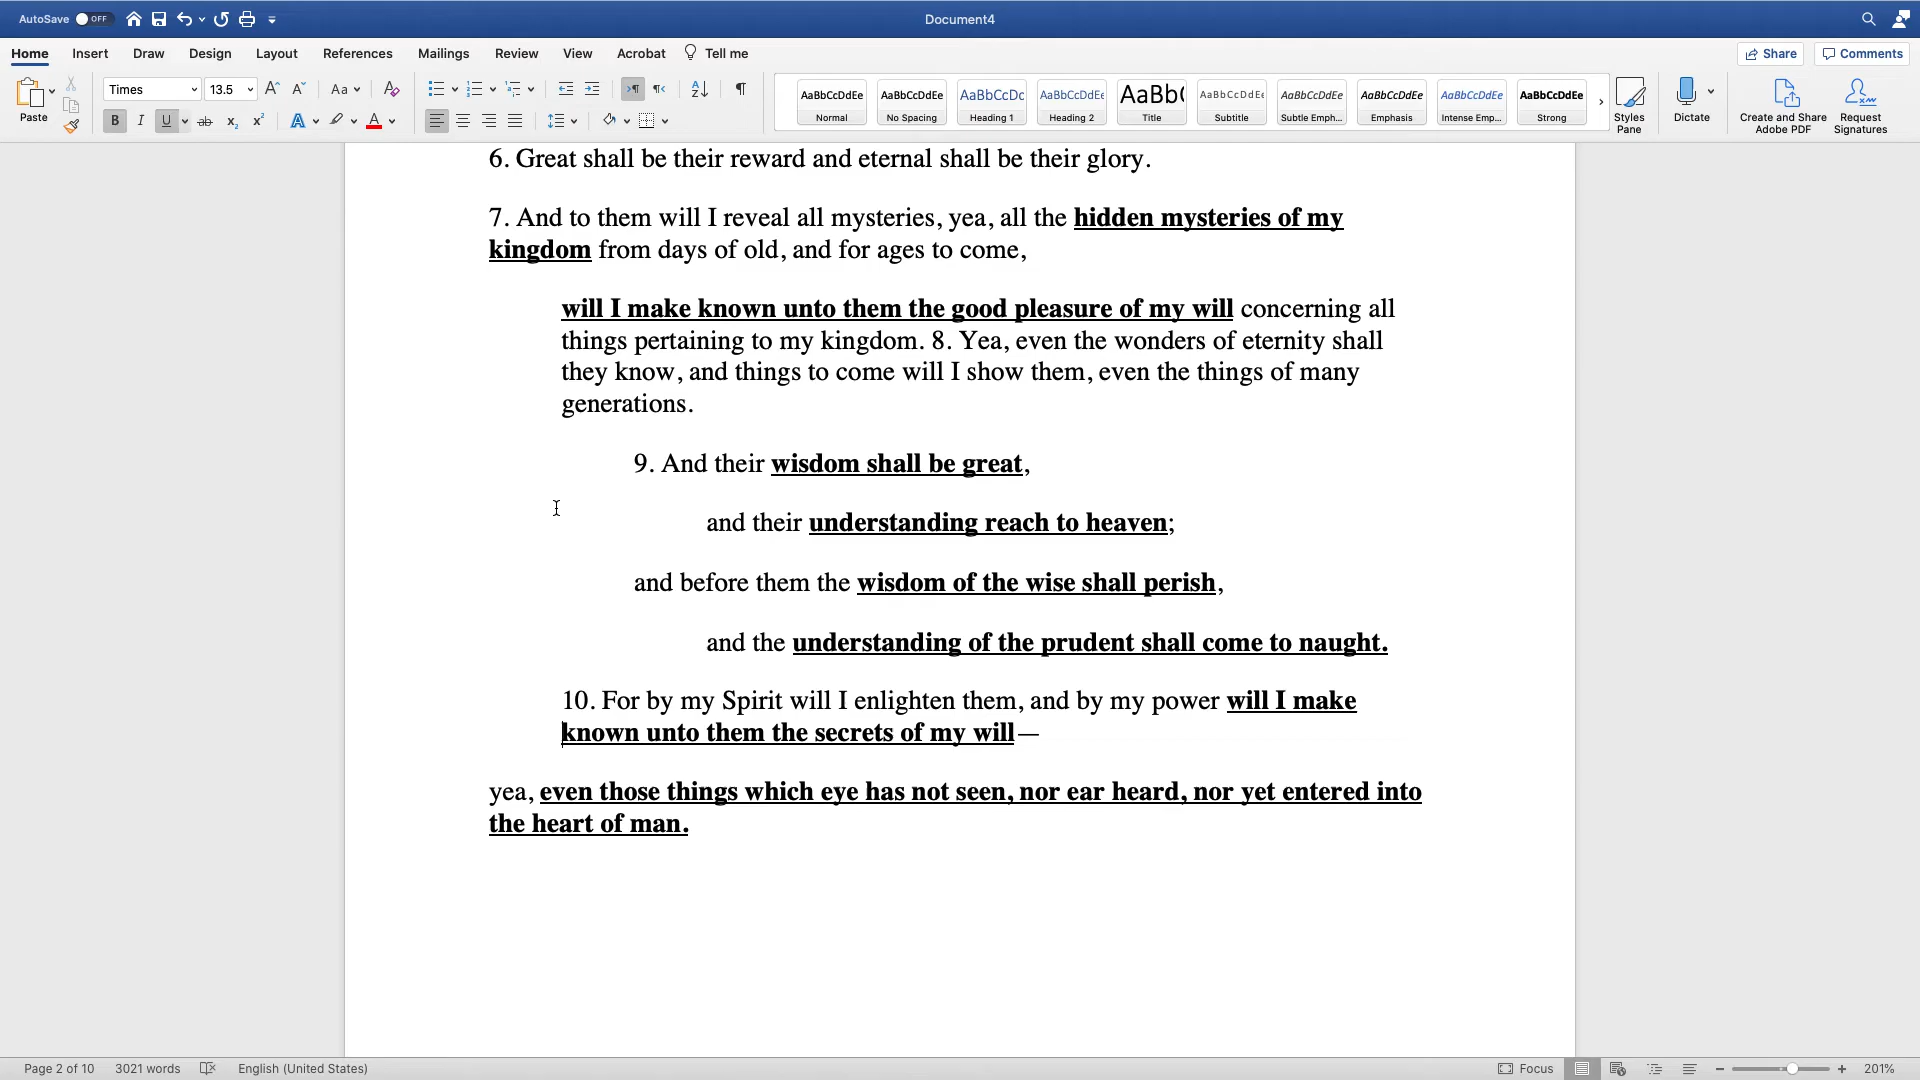 AutoSave OFF Document4
Home Insert Draw Design Layout References Mailings Review View Acrobat Tell me Share Comments
Times 13.5 Aa
Paste
AaBbCcDdEe AaBbCcDdEe AaBbCcDc AaBbCcDdEe AaBb( AaBbCcDdEe AaBbCcDdEe AaBbCcDdEe AaBbCcDdEe AaBbCcDdEe
Normal No Spacing Heading 1 Heading 2 Title Subtitle Subtle Emph... Emphasis Intense Emp... Strong
Styles Pane
Dictate
Create and Share Adobe PDF
Request Signatures
6. Great shall be their reward and eternal shall be their glory.
7. And to them will I reveal all mysteries, yea, all the hidden mysteries of my
kingdom from days of old, and for ages to come,
will I make known unto them the good pleasure of my will concerning all
things pertaining to my kingdom. 8. Yea, even the wonders of eternity shall
they know, and things to come will I show them, even the things of many
generations.
9. And their wisdom shall be great,
and their understanding reach to heaven;
and before them the wisdom of the wise shall perish,
and the understanding of the prudent shall come to naught.
10. For by my Spirit will I enlighten them, and by my power will I make
known unto them the secrets of my will—
yea, even those things which eye has not seen, nor ear heard, nor yet entered into
the heart of man.
Page 2 of 10 3021 words English (United States) Focus 201%